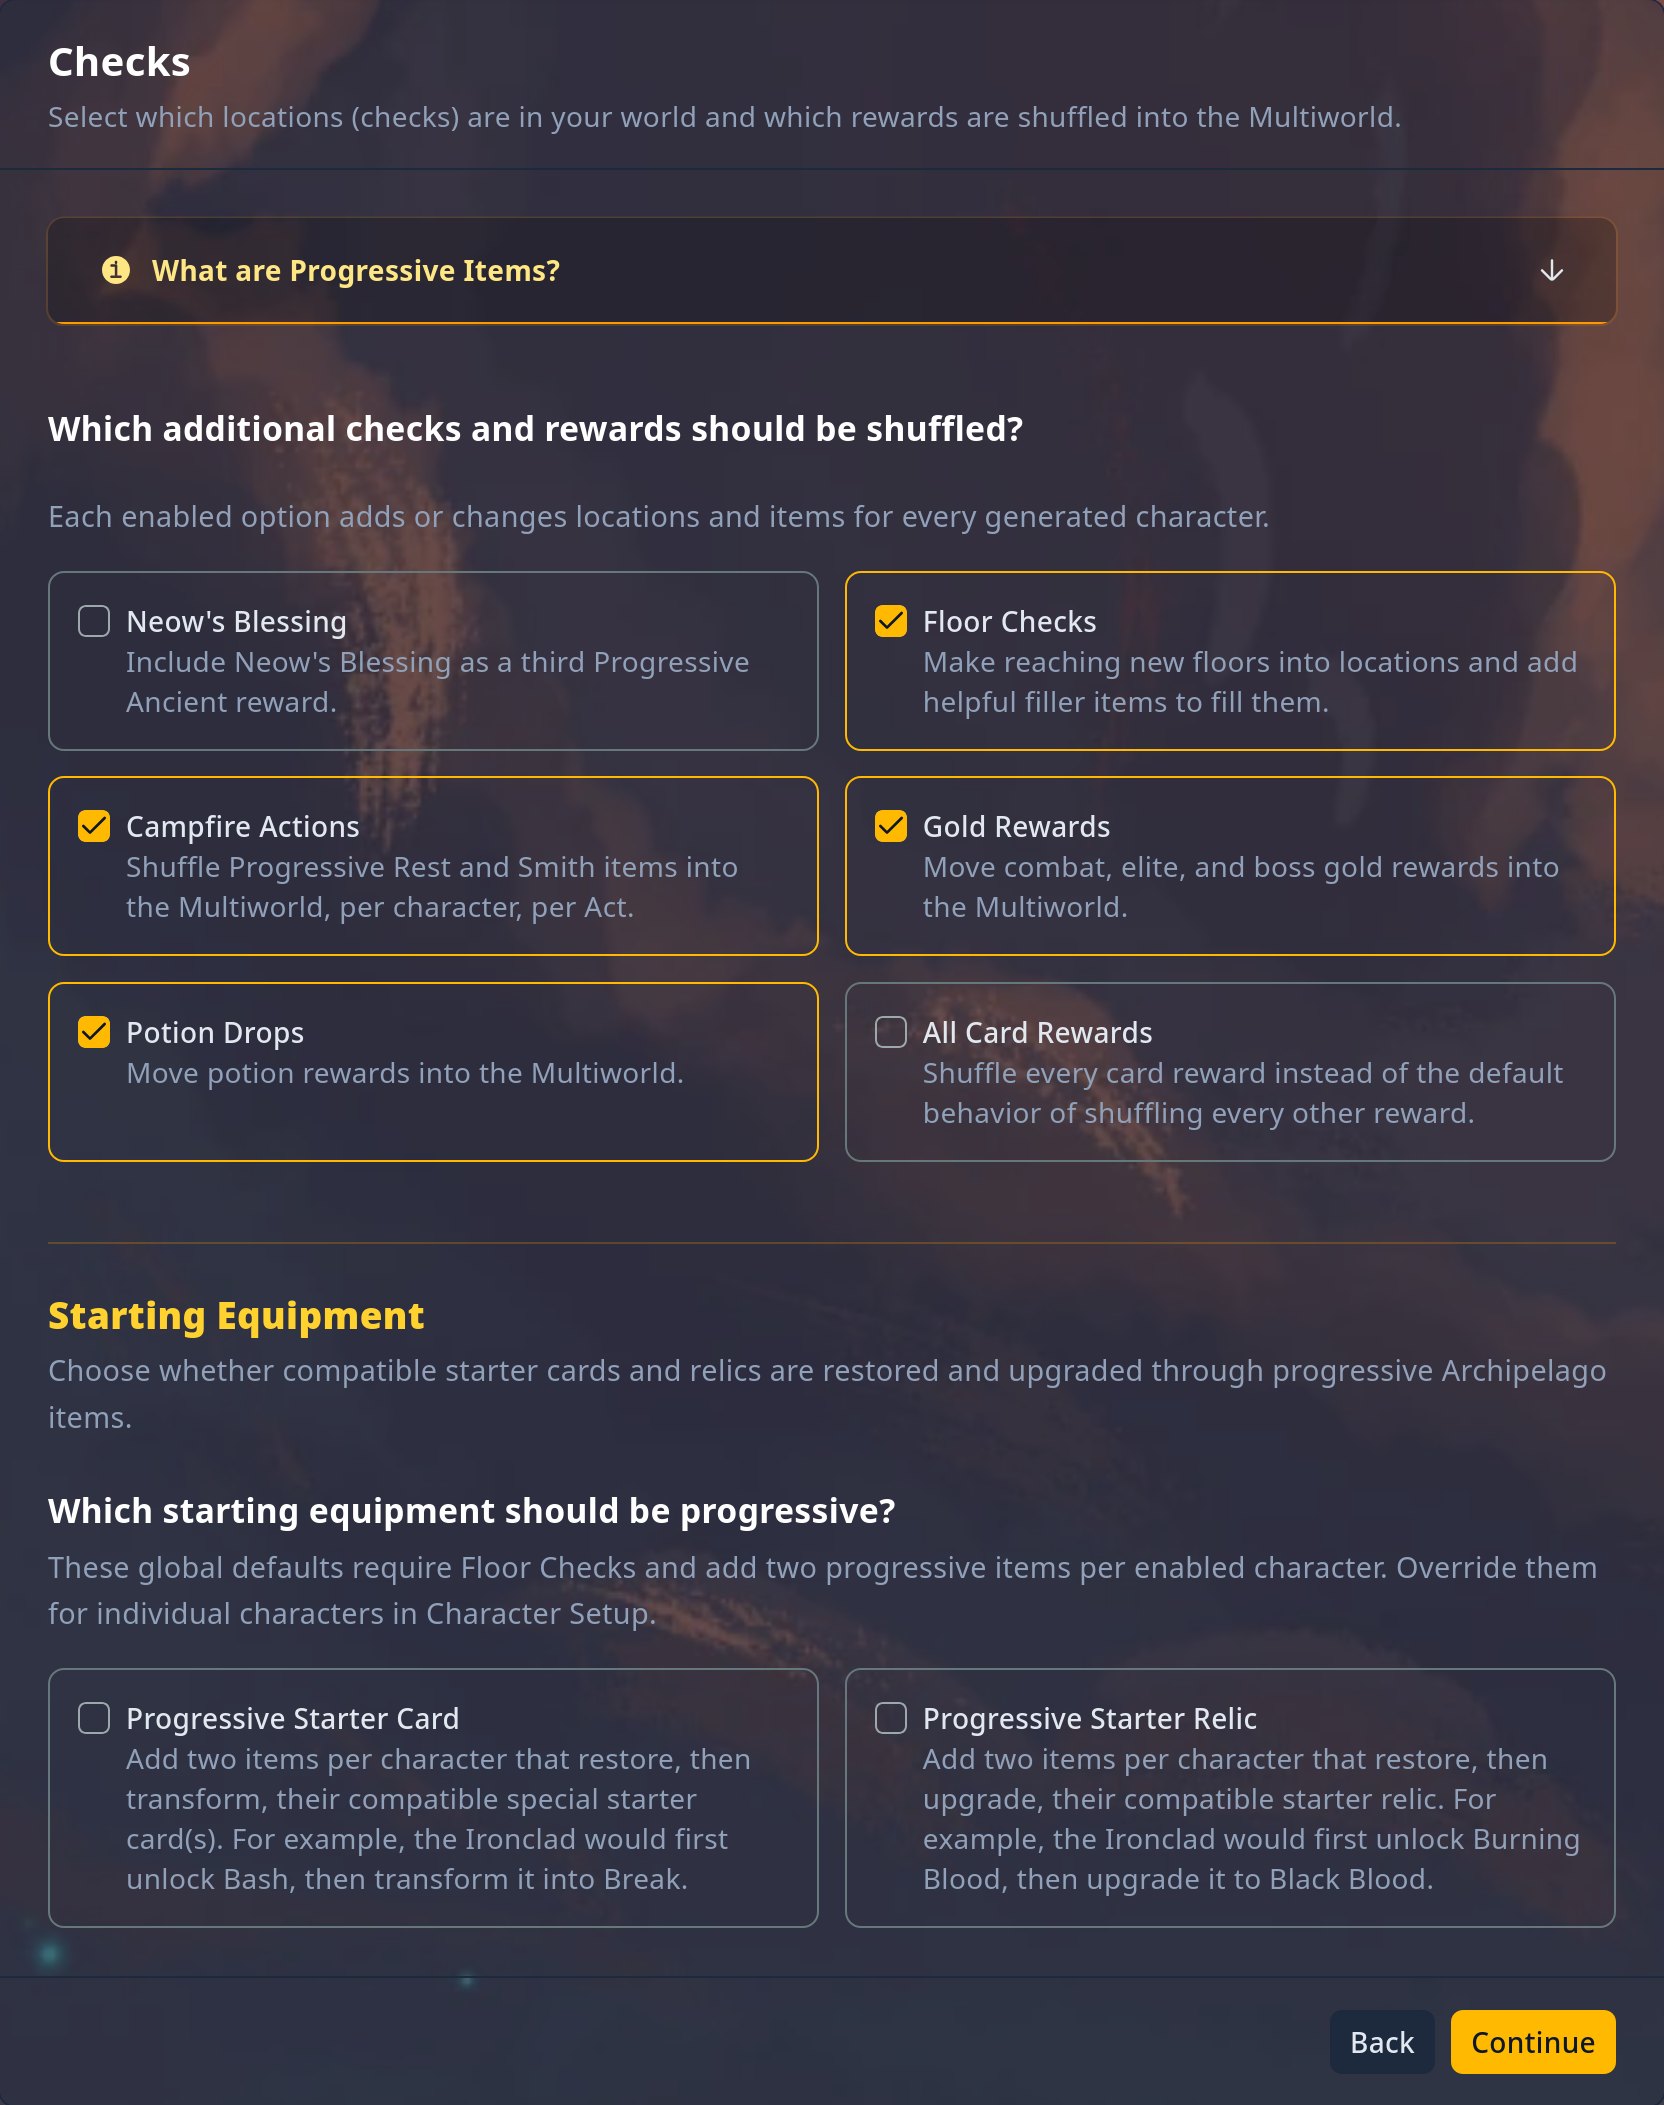 Checks
Select which locations (checks) are in your world and which rewards are shuffled into the Multiworld.
What are Progressive Items?
Which additional checks and rewards should be shuffled?
Each enabled option adds or changes locations and items for every generated character.
Neow's Blessing
Include Neow's Blessing as a third Progressive
Ancient reward.
Floor Checks
Make reaching new floors into locations and add
helpful filler items to fill them.
Campfire Actions
Shuffle Progressive Rest and Smith items into
the Multiworld, per character, per Act.
Gold Rewards
Move combat, elite, and boss gold rewards into
the Multiworld.
Potion Drops
Move potion rewards into the Multiworld.
All Card Rewards
Shuffle every card reward instead of the default
behavior of shuffling every other reward.
Starting Equipment
Choose whether compatible starter cards and relics are restored and upgraded through progressive Archipelago
items.
Which starting equipment should be progressive?
These global defaults require Floor Checks and add two progressive items per enabled character. Override them
for individual characters in Character Setup.
Progressive Starter Card
Add two items per character that restore, then
transform, their compatible special starter
card(s). For example, the Ironclad would first
unlock Bash, then transform it into Break.
Progressive Starter Relic
Add two items per character that restore, then
upgrade, their compatible starter relic. For
example, the Ironclad would first unlock Burning
Blood, then upgrade it to Black Blood.
Back
Continue